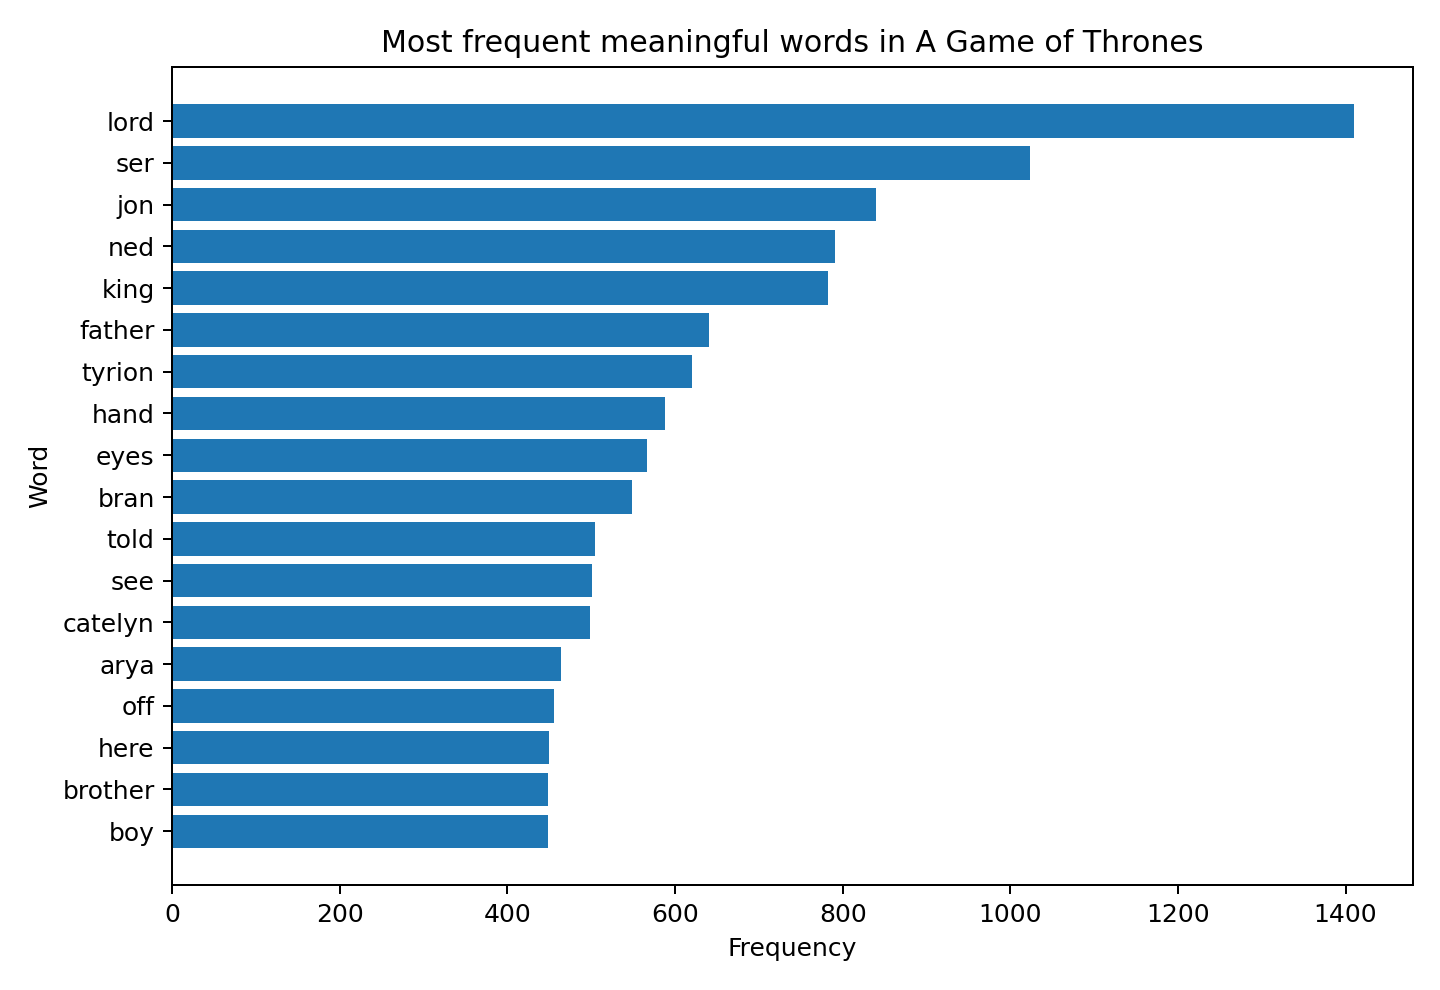 Most frequent meaningful words in A Game of Thrones
lord
ser
jon
ned
king
father
tyrion
hand
eyes
bran
told
see
catelyn
arya
off
here
brother
boy
Word
0 200 400 600 800 1000 1200 1400
Frequency